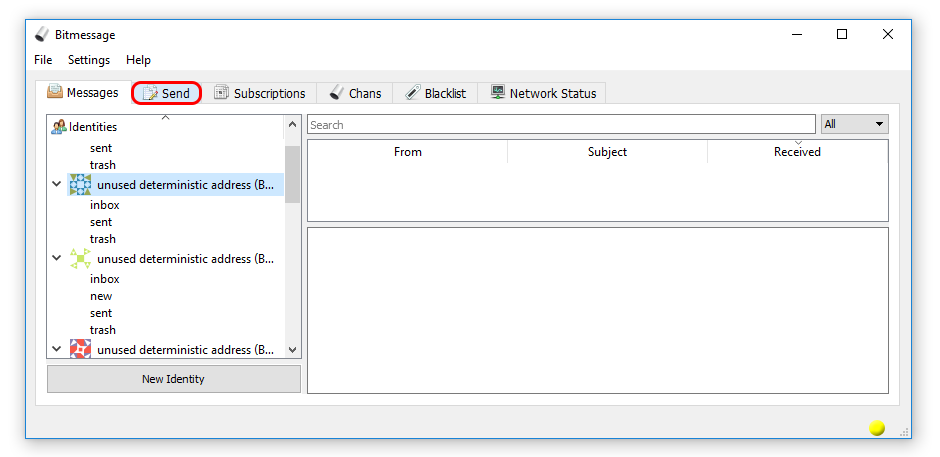 Bitmessage
File Settings Help
Messages Send Subscriptions Chans Blacklist Network Status
Identities
sent
trash
unused deterministic address (B...
inbox
sent
trash
unused deterministic address (B...
inbox
new
sent
trash
unused deterministic address (B...
New Identity
Search All
From Subject Received